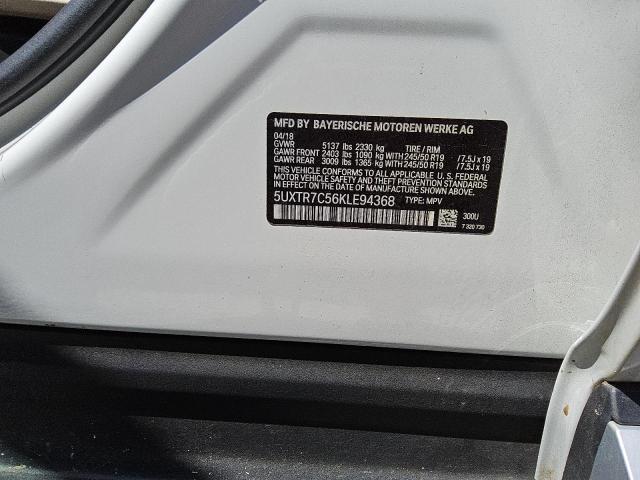 MFD BY BAYERISCHE MOTOREN WERKE AG
04/18
GVWR 5137 lbs 2330 kg TIRE / RIM
GAWR FRONT 2403 lbs 1090 kg WITH 245/50 R19 /7.5J x 19
GAWR REAR 3009 lbs 1365 kg WITH 245/50 R19 /7.5J x 19
THIS VEHICLE CONFORMS TO ALL APPLICABLE U. S. FEDERAL
MOTOR VEHICLE SAFETY, BUMPER, AND THEFT PREVENTION
STANDARDS IN EFFECT ON THE DATE OF MANUFACTURE SHOWN ABOVE.
5UXTR7C56KLE94368 TYPE: MPV
300U
7 320 730